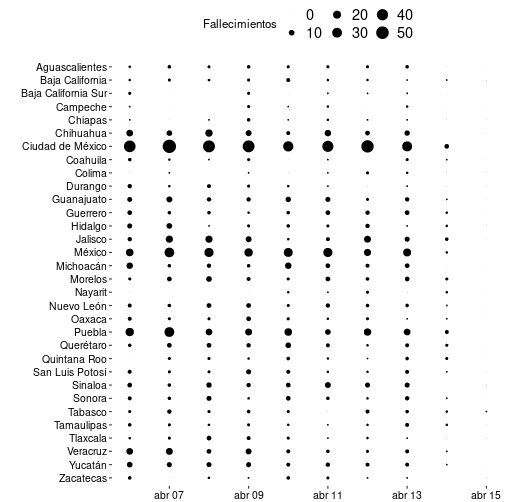 Fallecimientos
0 20 40
10 30 50
Aguascalientes
Baja California
Baja California Sur
Campeche
Chiapas
Chihuahua
Ciudad de México
Coahuila
Colima
Durango
Guanajuato
Guerrero
Hidalgo
Jalisco
México
Michoacán
Morelos
Nayarit
Nuevo León
Oaxaca
Puebla
Querétaro
Quintana Roo
San Luis Potosí
Sinaloa
Sonora
Tabasco
Tamaulipas
Tlaxcala
Veracruz
Yucatán
Zacatecas
abr 07 abr 09 abr 11 abr 13 abr 15